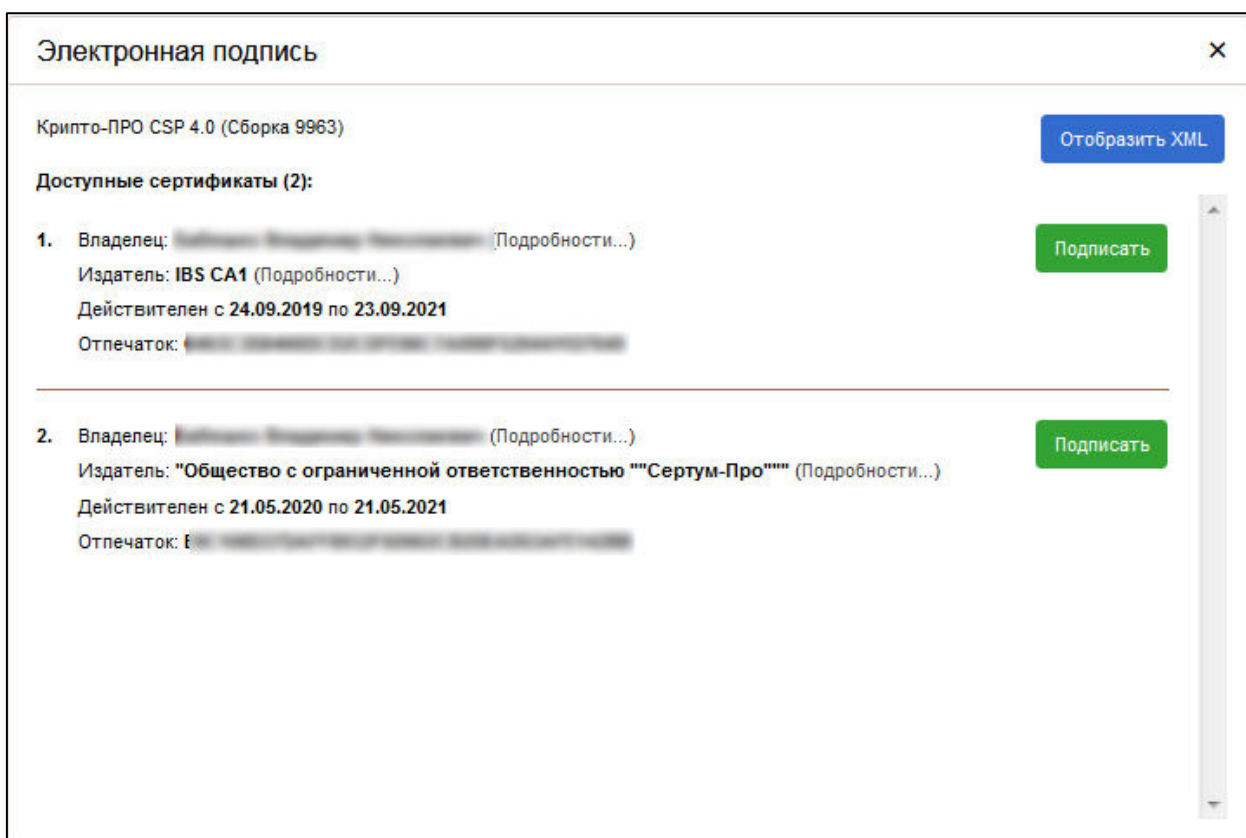 Электронная подпись
Крипто-ПРО CSP 4.0 (Сборка 9963)
Отобразить XML
Доступные сертификаты (2):
1. Владелец: (Подробности...)
Подписать
Издатель: IBS CA1 (Подробности...)
Действителен с 24.09.2019 по 23.09.2021
Отпечаток:
2. Владелец: (Подробности...)
Подписать
Издатель: "Общество с ограниченной ответственностью ""Сертум-Про""" (Подробности...)
Действителен с 21.05.2020 по 21.05.2021
Отпечаток: